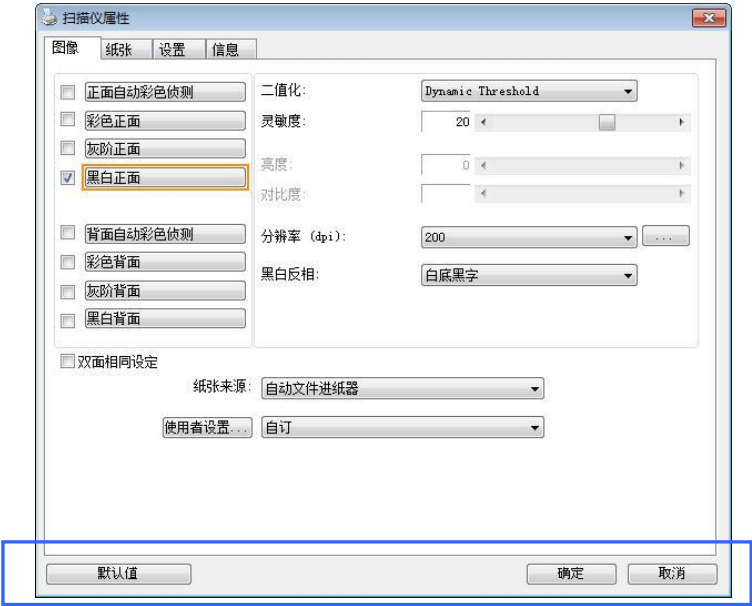 扫描仪属性
图像 纸张 设置 信息
正面自动彩色侦测
彩色正面
灰阶正面
黑白正面
背面自动彩色侦测
彩色背面
灰阶背面
黑白背面
二值化: Dynamic Threshold
灵敏度: 20
亮度: 0
对比度:
分辨率 (dpi): 200 ...
黑白反相: 白底黑字
双面相同设定
纸张来源: 自动文件进纸器
使用者设置... 自订
默认值 确定 取消